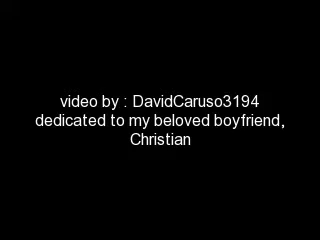 video by : DavidCaruso3194
dedicated to my beloved boyfriend,
Christian